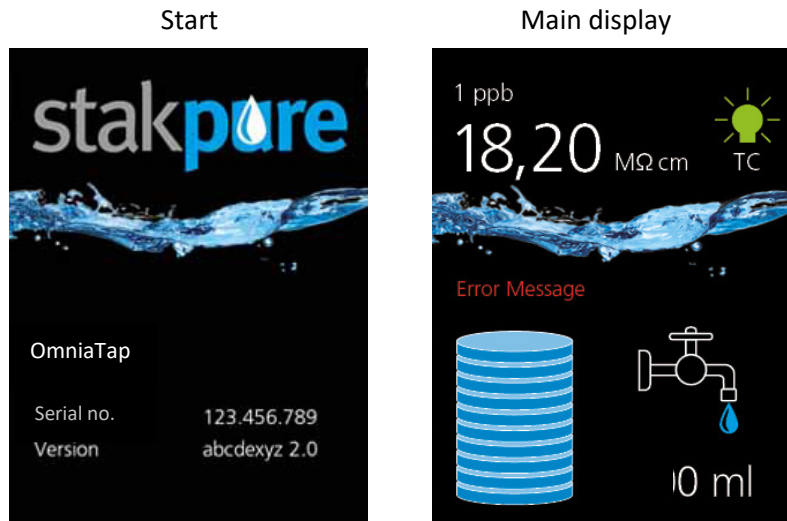 Start
stakpure
OmniaTap
Serial no. 123.456.789
Version abcdexyz 2.0
Main display
1 ppb
18,20 MΩ cm
TC
Error Message
0 ml